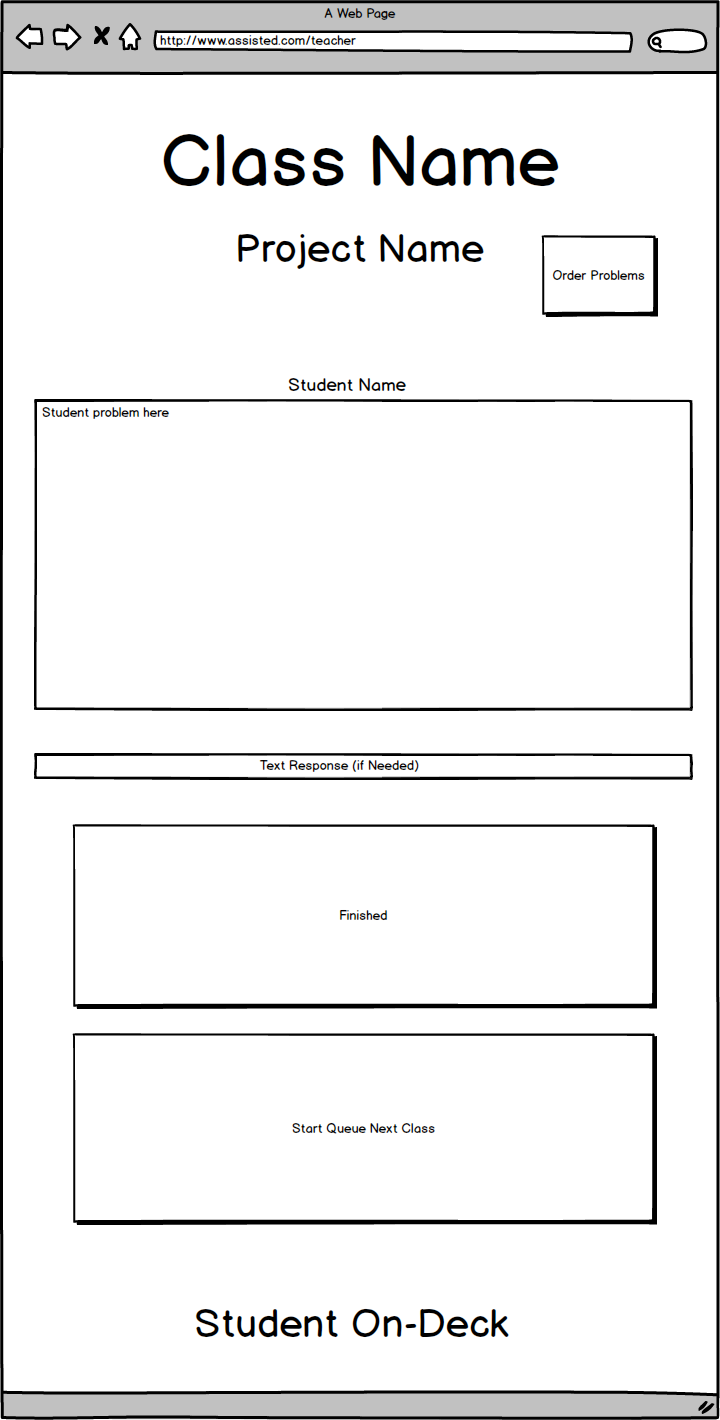 A Web Page
http://www.assisted.com/teacher
Class Name
Project Name
Order Problems
Student Name
Student problem here
Text Response (if Needed)
Finished
Start Queue Next Class
Student On-Deck